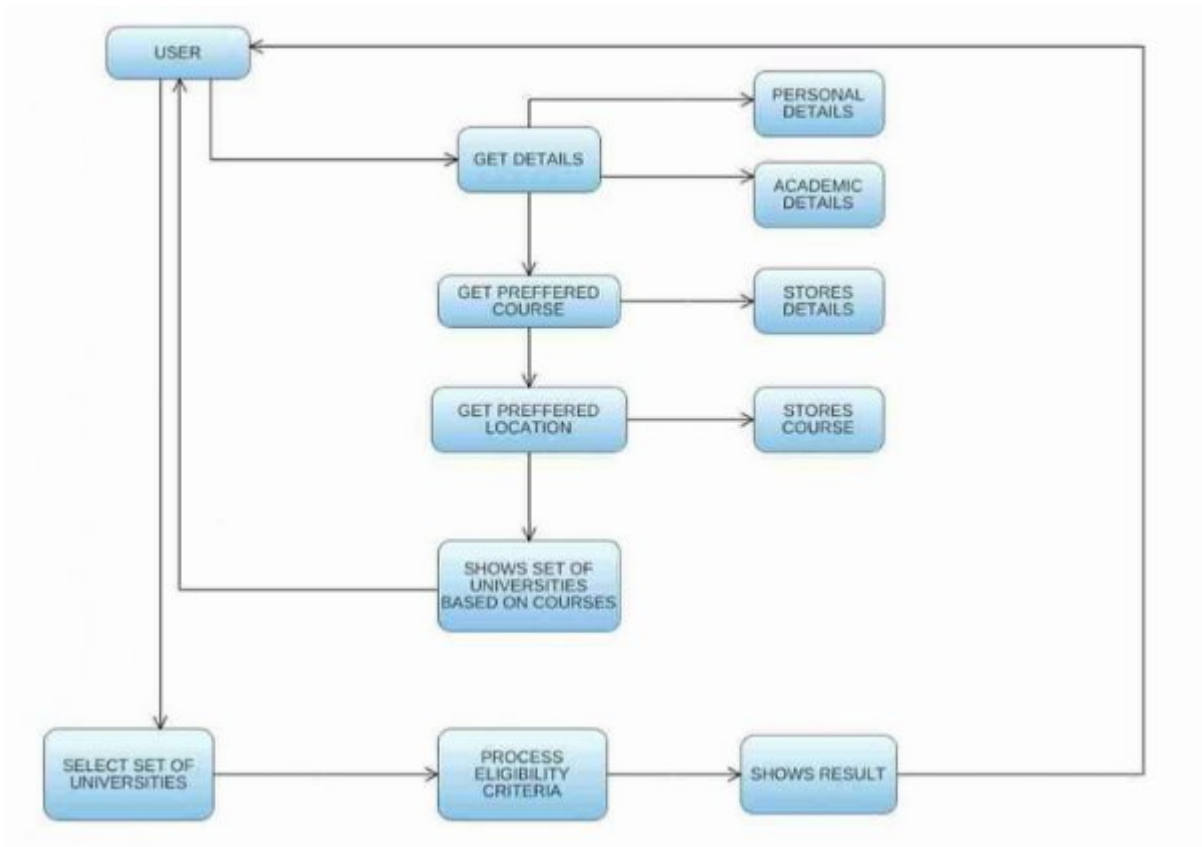 USER
PERSONAL
DETAILS
GET DETAILS
ACADEMIC
DETAILS
GET PREFFERED
COURSE
STORES
DETAILS
GET PREFFERED
LOCATION
STORES
COURSE
SHOWS SET OF
UNIVERSITIES
BASED ON COURSES
SELECT SET OF
UNIVERSITIES
PROCESS
ELIGIBILITY
CRITERIA
SHOWS RESULT